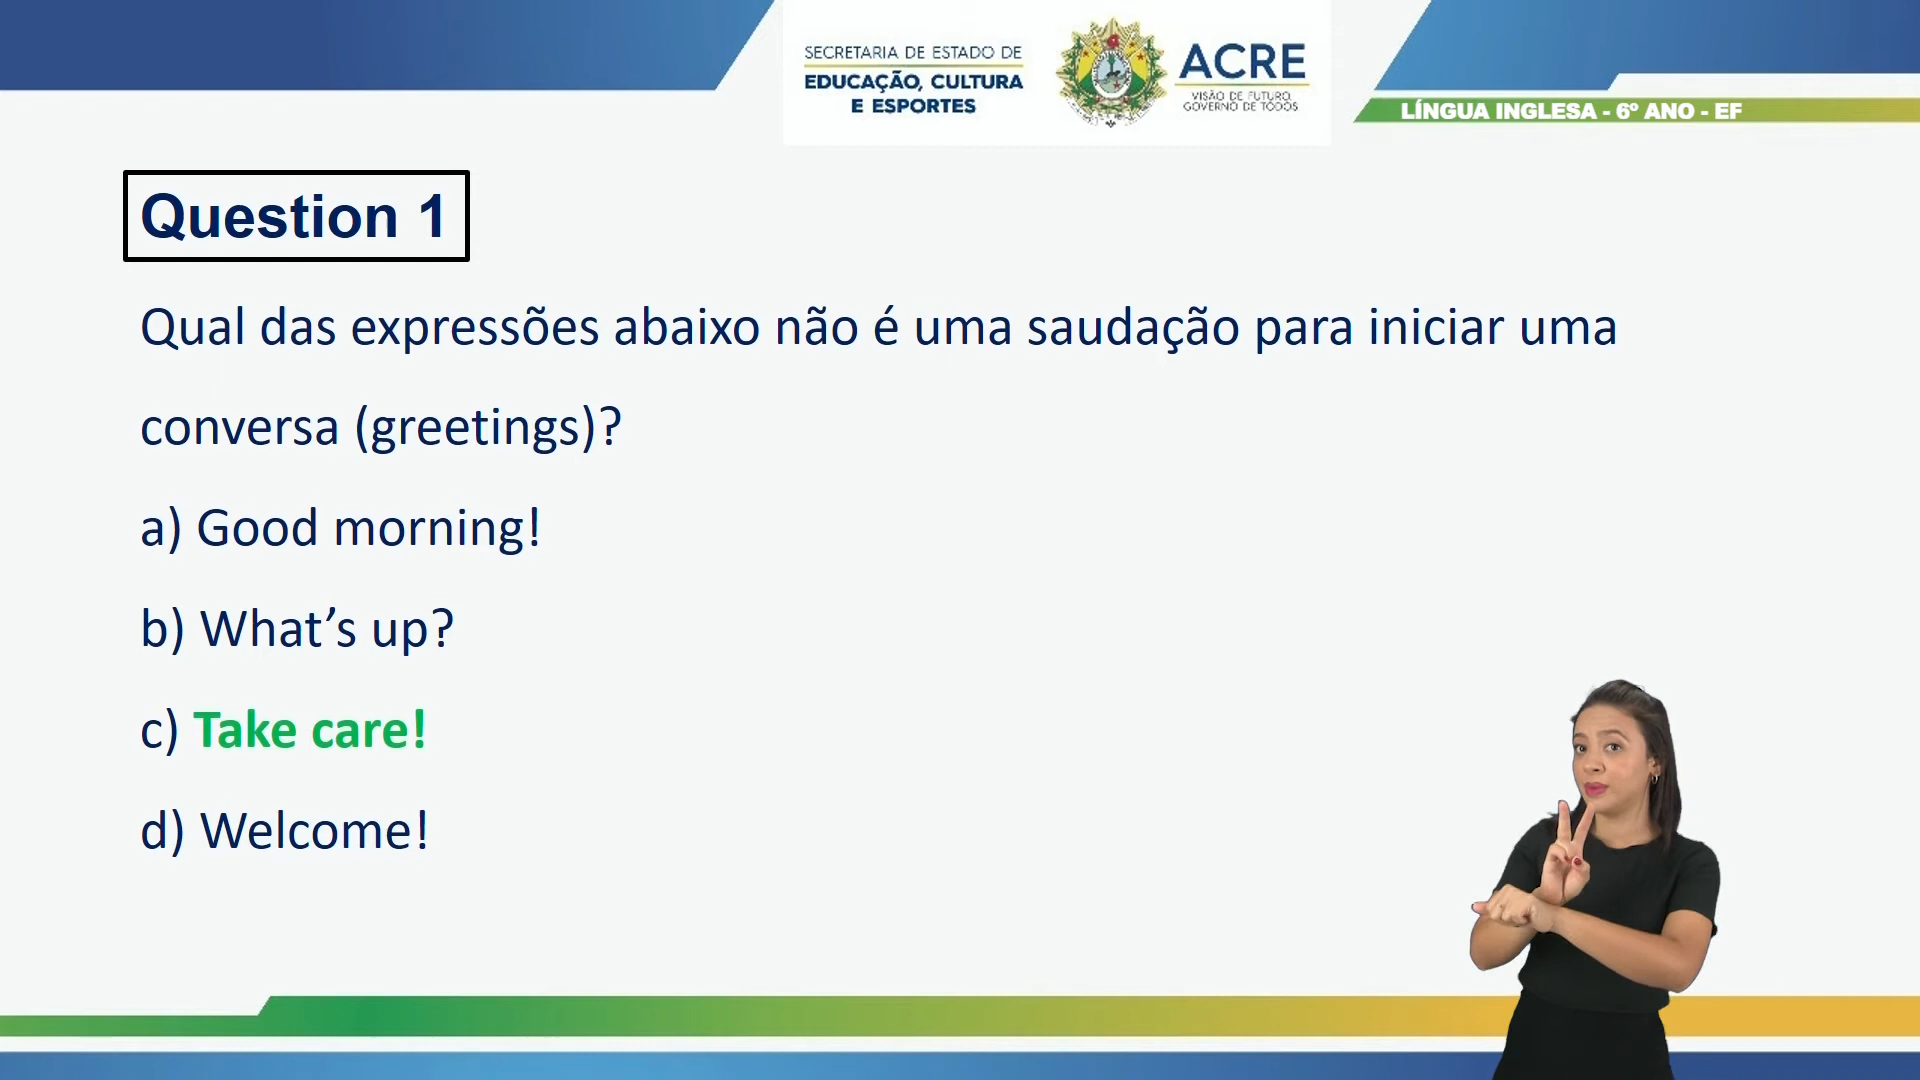 SECRETARIA DE ESTADO DE
EDUCAÇÃO, CULTURA
E ESPORTES
ACRE
VISÃO DE FUTURO,
GOVERNO DE TODOS
LÍNGUA INGLESA - 6º ANO - EF
Question 1
Qual das expressões abaixo não é uma saudação para iniciar uma
conversa (greetings)?
a) Good morning!
b) What’s up?
c) Take care!
d) Welcome!